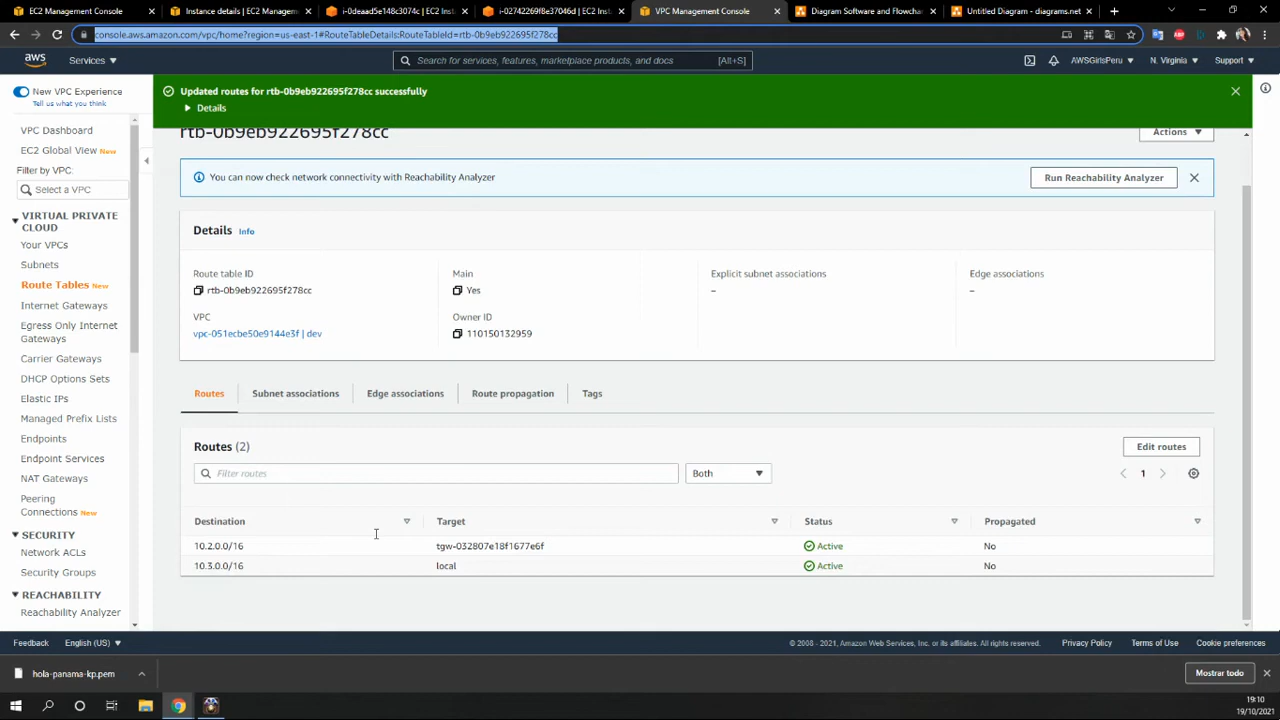 EC2 Management Console
Instance details | EC2 Managem
i-0deaad5e148c3074c | EC2 Inst
i-02742269f8e37046d | EC2 Inst
VPC Management Console
Diagram Software and Flowchar
Untitled Diagram - diagrams.net
console.aws.amazon.com/vpc/home?region=us-east-1#RouteTableDetails:RouteTableId=rtb-0b9eb922695f278cc
aws
Services
Search for services, features, marketplace products, and docs
[Alt+S]
AWSGirlsPeru
N. Virginia
Support
New VPC Experience
Tell us what you think
VPC Dashboard
EC2 Global View New
Filter by VPC:
Select a VPC
VIRTUAL PRIVATE CLOUD
Your VPCs
Subnets
Route Tables New
Internet Gateways
Egress Only Internet Gateways
Carrier Gateways
DHCP Options Sets
Elastic IPs
Managed Prefix Lists
Endpoints
Endpoint Services
NAT Gateways
Peering Connections New
SECURITY
Network ACLs
Security Groups
REACHABILITY
Reachability Analyzer
Updated routes for rtb-0b9eb922695f278cc successfully
Details
rtb-0b9eb922695f278cc
Actions
You can now check network connectivity with Reachability Analyzer
Run Reachability Analyzer
Details Info
Route table ID
rtb-0b9eb922695f278cc
Main
Yes
Explicit subnet associations
–
Edge associations
–
VPC
vpc-051ecbe50e9144e3f | dev
Owner ID
110150132959
Routes
Subnet associations
Edge associations
Route propagation
Tags
Routes (2)
Edit routes
Filter routes
Both
1
Destination Target Status Propagated
10.2.0.0/16 tgw-032807e18f1677e6f Active No
10.3.0.0/16 local Active No
Feedback
English (US)
© 2008 - 2021, Amazon Web Services, Inc. or its affiliates. All rights reserved.
Privacy Policy
Terms of Use
Cookie preferences
hola-panama-kp.pem
Mostrar todo
19:10
19/10/2021